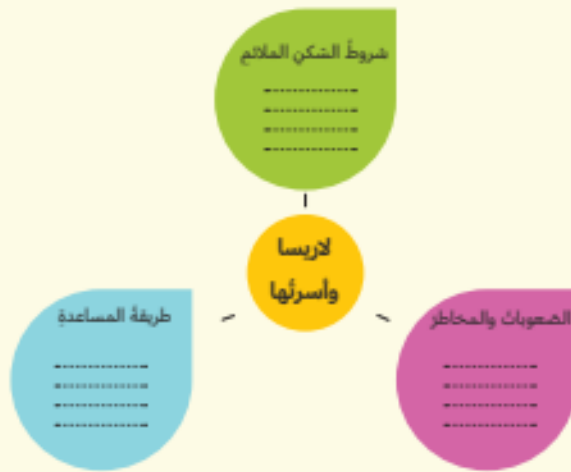 شروطُ السّكنِ الملائمِ
لاريسا
وأسرتُها
الصّعوباتُ والمخاطرُ
طريقةُ المساعدةِ